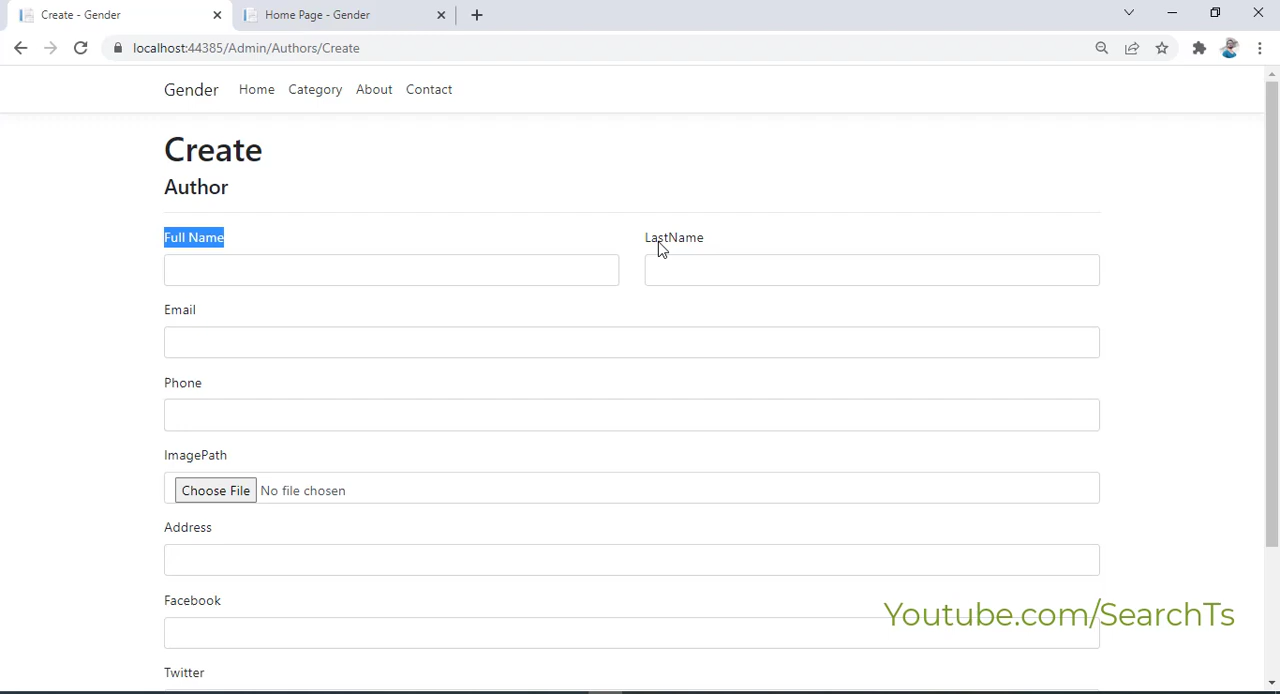 Create - Gender
Home Page - Gender
localhost:44385/Admin/Authors/Create
Gender Home Category About Contact
Create
Author
Full Name LastName
Email
Phone
ImagePath
Choose File No file chosen
Address
Facebook
Youtube.com/SearchTs
Twitter